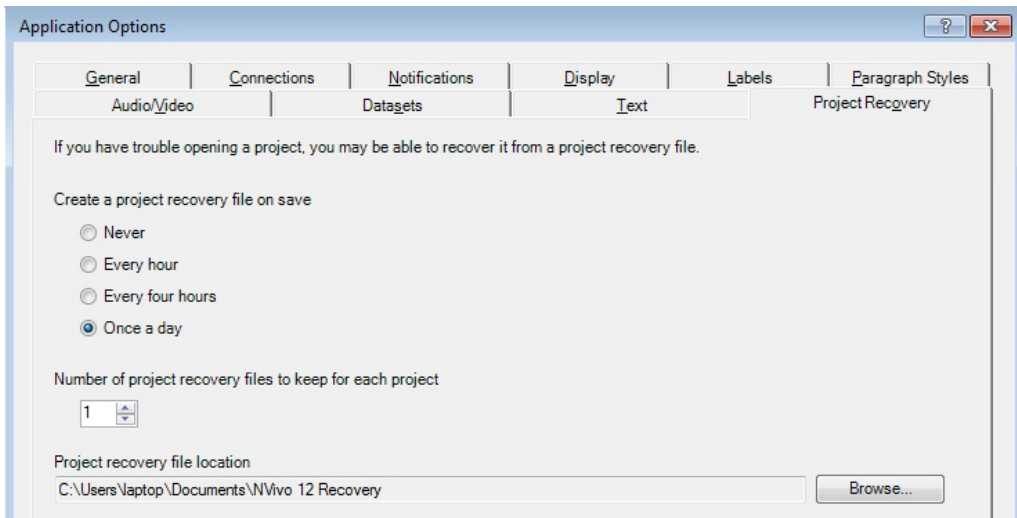 Application Options
General Connections Notifications Display Labels Paragraph Styles
Audio/Video Datasets Text Project Recovery
If you have trouble opening a project, you may be able to recover it from a project recovery file.
Create a project recovery file on save
Never
Every hour
Every four hours
Once a day
Number of project recovery files to keep for each project
1
Project recovery file location
C:\Users\laptop\Documents\NVivo 12 Recovery Browse...